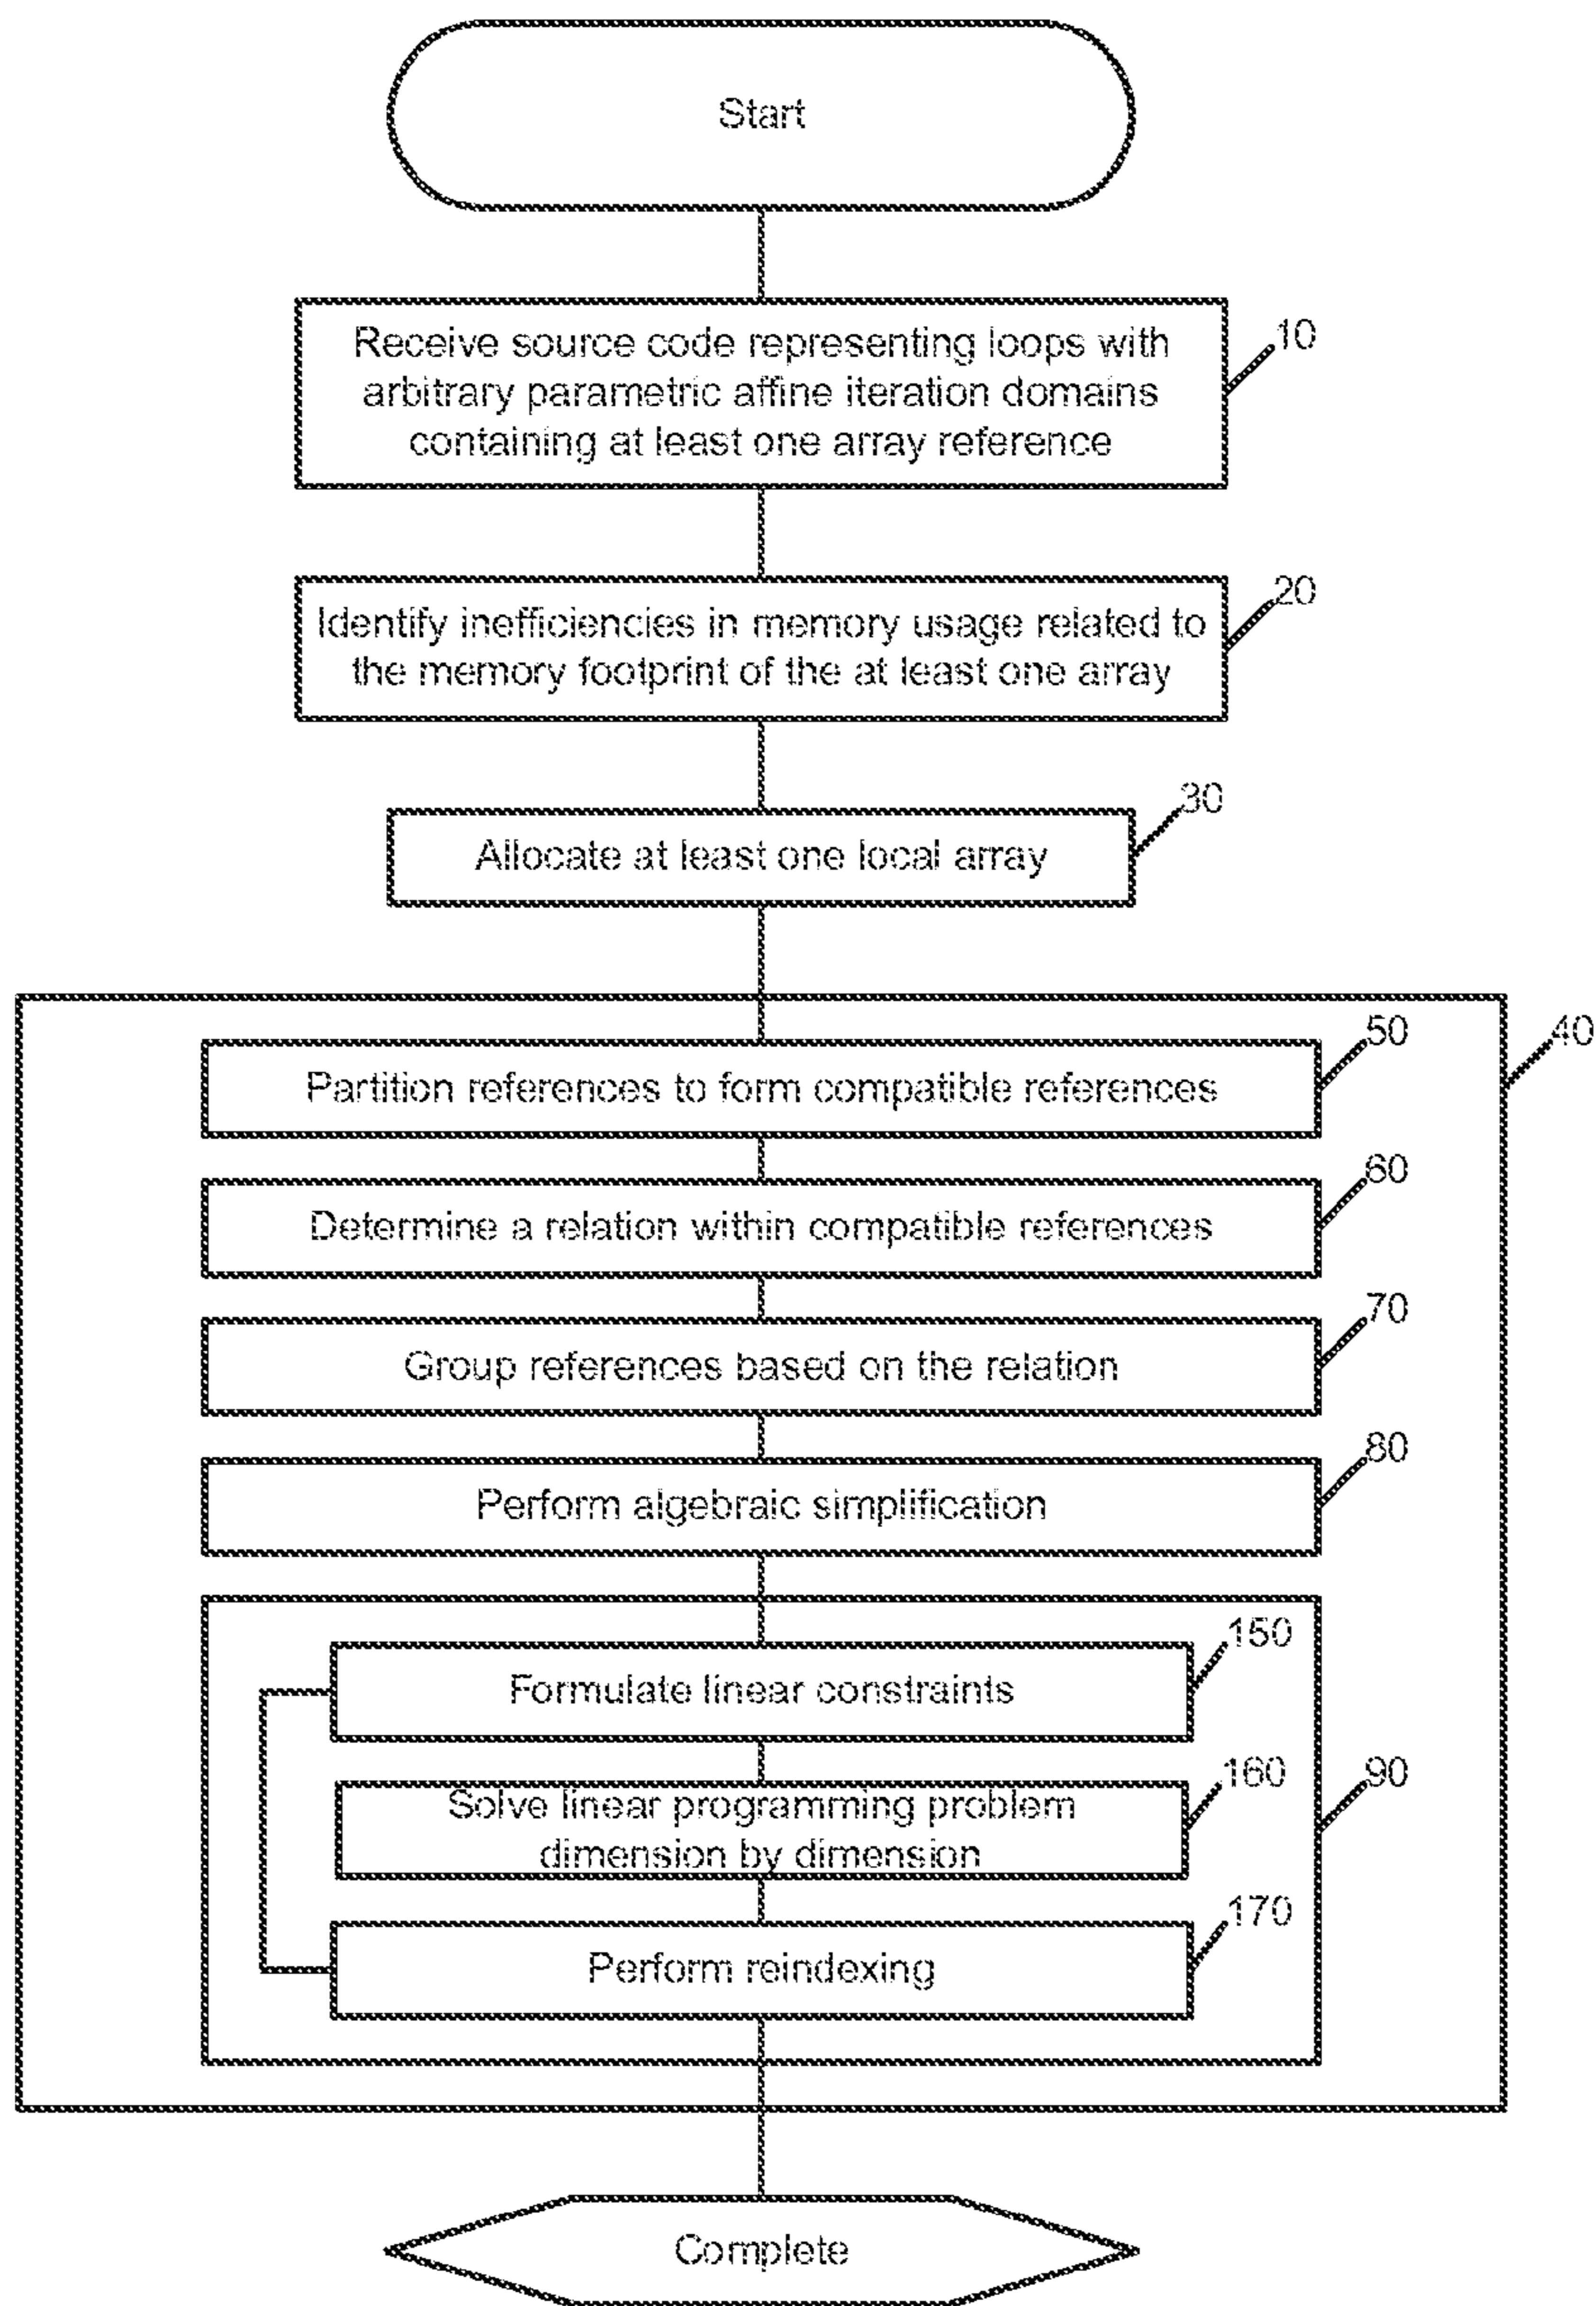 Start
Receive source code representing loops with
arbitrary parametric affine iteration domains
containing at least one array reference
10
Identify inefficiencies in memory usage related to
the memory footprint of the at least one array
20
Allocate at least one local array
30
40
Partition references to form compatible references
50
Determine a relation within compatible references
60
Group references based on the relation
70
Perform algebraic simplification
80
Formulate linear constraints
150
Solve linear programming problem
dimension by dimension
160
90
Perform reindexing
170
Complete